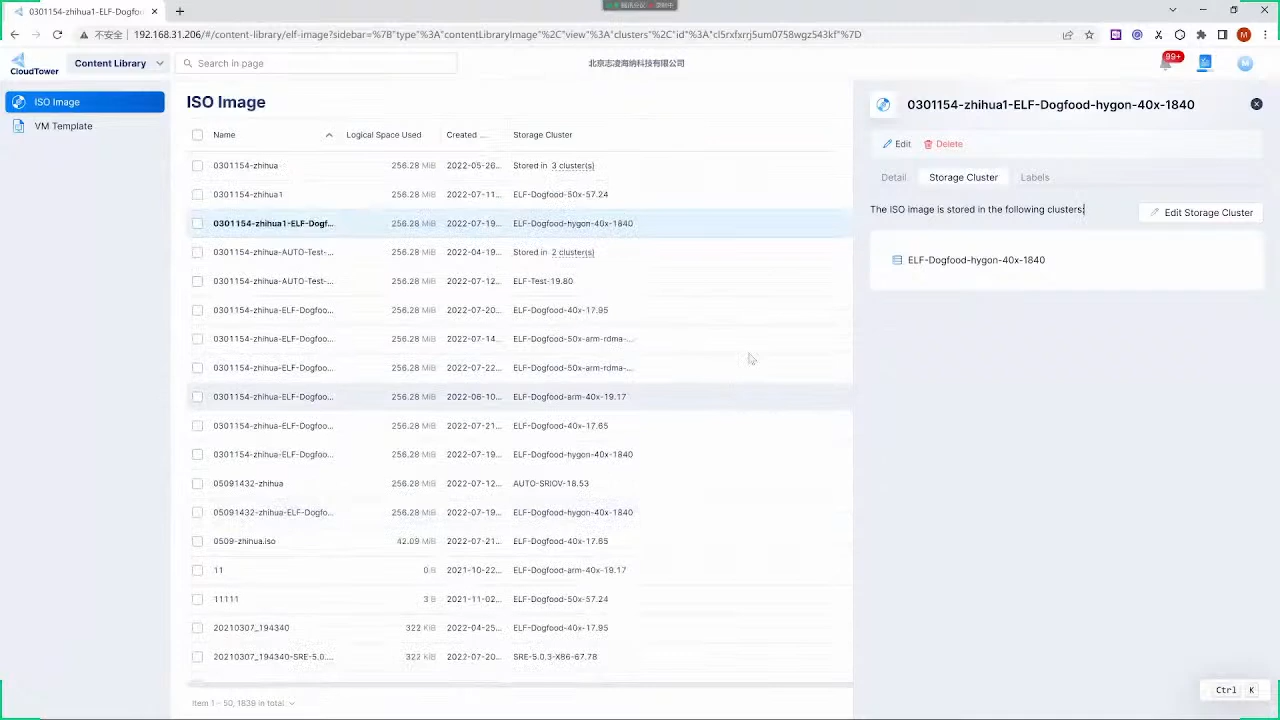 0301154-zhihua1-ELF-Dogfo
不安全 192.168.31.206/#/content-library/elf-image?sidebar=%7B"type"%3A"contentLibraryImage"%2C"view"%3A"clusters"%2C"id"%3A"cl5rxfxrrj5um0758wgz543kf"%7D
CloudTower
Content Library
Search in page
北京志凌海纳科技有限公司
99+
M
ISO Image
VM Template
ISO Image
Name Logical Space Used Created Storage Cluster
0301154-zhihua 256.28 MiB 2022-05-26... Stored in 3 cluster(s)
0301154-zhihua1 256.28 MiB 2022-07-11... ELF-Dogfood-50x-57.24
0301154-zhihua1-ELF-Dogf... 256.28 MiB 2022-07-19... ELF-Dogfood-hygon-40x-1840
0301154-zhihua-AUTO-Test-... 256.28 MiB 2022-04-19... Stored in 2 cluster(s)
0301154-zhihua-AUTO-Test-... 256.28 MiB 2022-07-12... ELF-Test-19.80
0301154-zhihua-ELF-Dogfoo... 256.28 MiB 2022-07-20... ELF-Dogfood-40x-17.95
0301154-zhihua-ELF-Dogfoo... 256.28 MiB 2022-07-14... ELF-Dogfood-50x-arm-rdma-...
0301154-zhihua-ELF-Dogfoo... 256.28 MiB 2022-07-22... ELF-Dogfood-50x-arm-rdma-...
0301154-zhihua-ELF-Dogfoo... 256.28 MiB 2022-06-10... ELF-Dogfood-arm-40x-19.17
0301154-zhihua-ELF-Dogfoo... 256.28 MiB 2022-07-21... ELF-Dogfood-40x-17.65
0301154-zhihua-ELF-Dogfoo... 256.28 MiB 2022-07-19... ELF-Dogfood-hygon-40x-1840
05091432-zhihua 256.28 MiB 2022-07-12... AUTO-SRIOV-18.53
05091432-zhihua-ELF-Dogfo... 256.28 MiB 2022-07-19... ELF-Dogfood-hygon-40x-1840
0509-zhihua.iso 42.09 MiB 2022-07-21... ELF-Dogfood-40x-17.65
11 0 B 2021-10-22... ELF-Dogfood-arm-40x-19.17
11111 3 B 2021-11-02... ELF-Dogfood-50x-57.24
20210307_194340 322 KiB 2022-04-25... ELF-Dogfood-40x-17.95
20210307_194340-SRE-5.0.... 322 KiB 2022-07-20... SRE-5.0.3-X86-67.78
Item 1 – 50, 1839 in total
0301154-zhihua1-ELF-Dogfood-hygon-40x-1840
Edit Delete
Detail Storage Cluster Labels
The ISO image is stored in the following clusters:
Edit Storage Cluster
ELF-Dogfood-hygon-40x-1840
Ctrl K